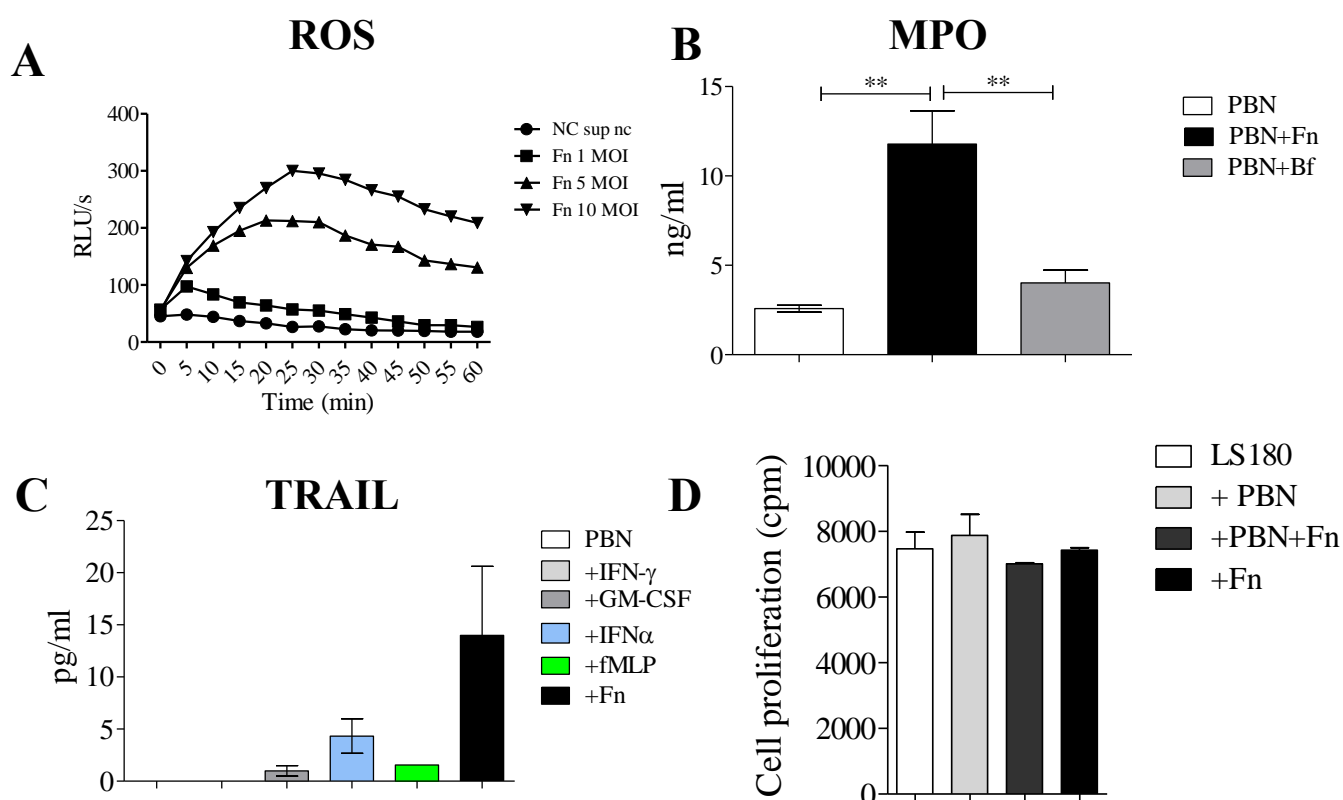 A
ROS
400
300
200
100
0
RLU/s
0 5 10 15 20 25 30 35 40 45 50 55 60
Time (min)
NC sup nc
Fn 1 MOI
Fn 5 MOI
Fn 10 MOI
B
MPO
15
10
5
0
ng/ml
** **
PBN
PBN+Fn
PBN+Bf
C
TRAIL
25
20
15
10
5
0
pg/ml
PBN
+IFN-γ
+GM-CSF
+IFNα
+fMLP
+Fn
D
10000
8000
6000
4000
2000
0
Cell proliferation (cpm)
LS180
+ PBN
+PBN+Fn
+Fn